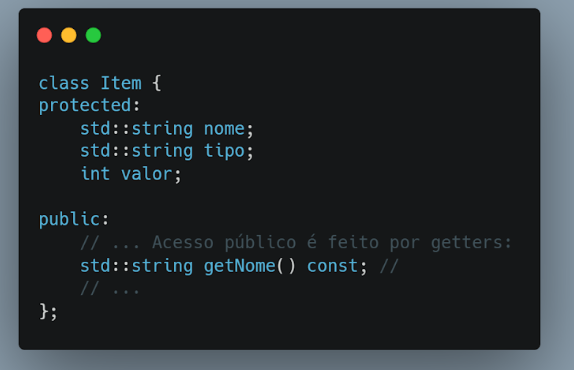 class Item {
protected:
    std::string nome;
    std::string tipo;
    int valor;

public:
    // ... Acesso público é feito por getters:
    std::string getNome() const; //
    // ...
};